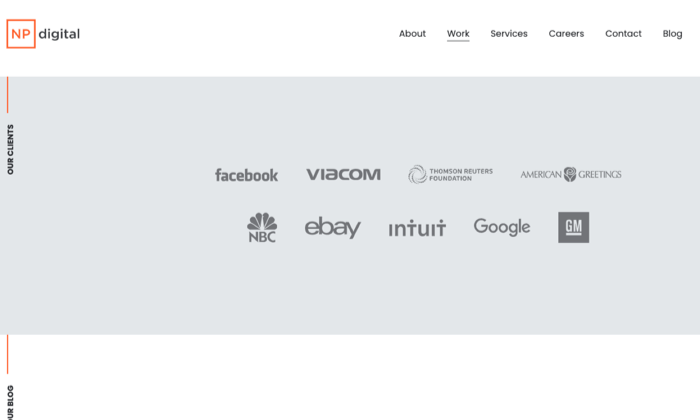 NP digital
About Work Services Careers Contact Blog
OUR CLIENTS
facebook VIACOM THOMSON REUTERS FOUNDATION AMERICAN GREETINGS
NBC ebay intuit Google GM
UR BLOG